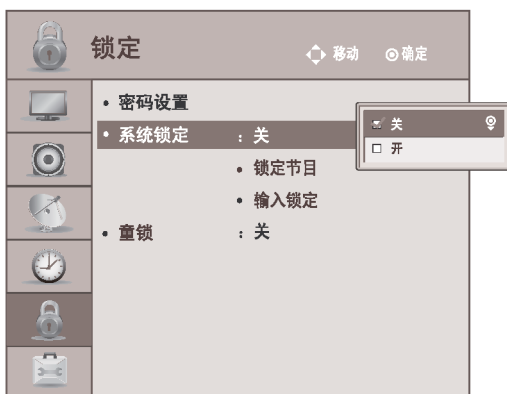 锁定 移动 确定
• 密码设置
• 系统锁定 : 关
• 锁定节目
• 输入锁定
• 童锁 : 关
关
开